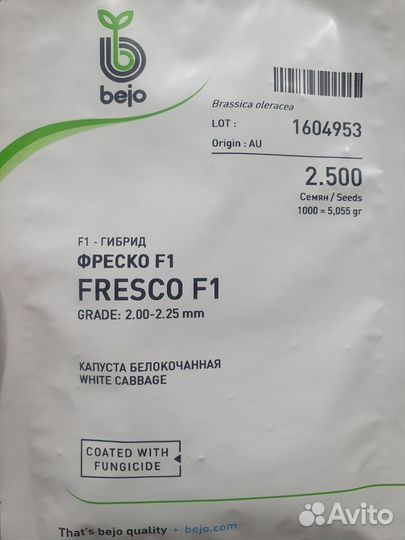 bejo
Brassica oleracea
LOT : 1604953
Origin : AU
2.500
Семян / Seeds
1000 = 5,055 gr
F1 - ГИБРИД
ФРЕСКО F1
FRESCO F1
GRADE: 2.00-2.25 mm
КАПУСТА БЕЛОКОЧАННАЯ
WHITE CABBAGE
COATED WITH
FUNGICIDE
That's bejo quality • bejo.com
Avito